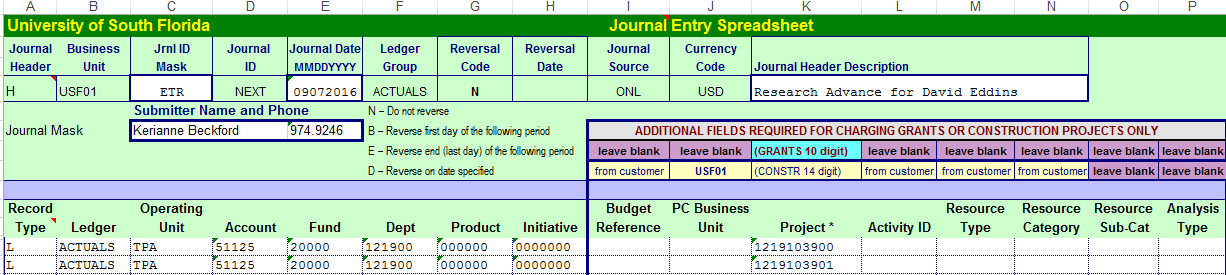 A B C D E F G H I J K L M N O P
University of South Florida Journal Entry Spreadsheet
Journal Business Jrnl ID Journal Journal Date Ledger Reversal Reversal Journal Currency
Header Unit Mask ID MMDDYYYY Group Code Date Source Code Journal Header Description
H USF01 ETR NEXT 09072016 ACTUALS N ONL USD Research Advance for David Eddins
Submitter Name and Phone N – Do not reverse
Journal Mask Kerianne Beckford 974.9246 B – Reverse first day of the following period ADDITIONAL FIELDS REQUIRED FOR CHARGING GRANTS OR CONSTRUCTION PROJECTS ONLY
E – Reverse end (last day) of the following period leave blank leave blank (GRANTS 10 digit) leave blank leave blank leave blank leave blank leave blank
D – Reverse on date specified from customer USF01 (CONSTR 14 digit) from customer from customer from customer leave blank leave blank
Record Operating Budget PC Business Resource Resource Resource Analysis
Type Ledger Unit Account Fund Dept Product Initiative Reference Unit Project * Activity ID Type Category Sub-Cat Type
L ACTUALS TPA 51125 20000 121900 000000 0000000 1219103900
L ACTUALS TPA 51125 20000 121900 000000 0000000 1219103901